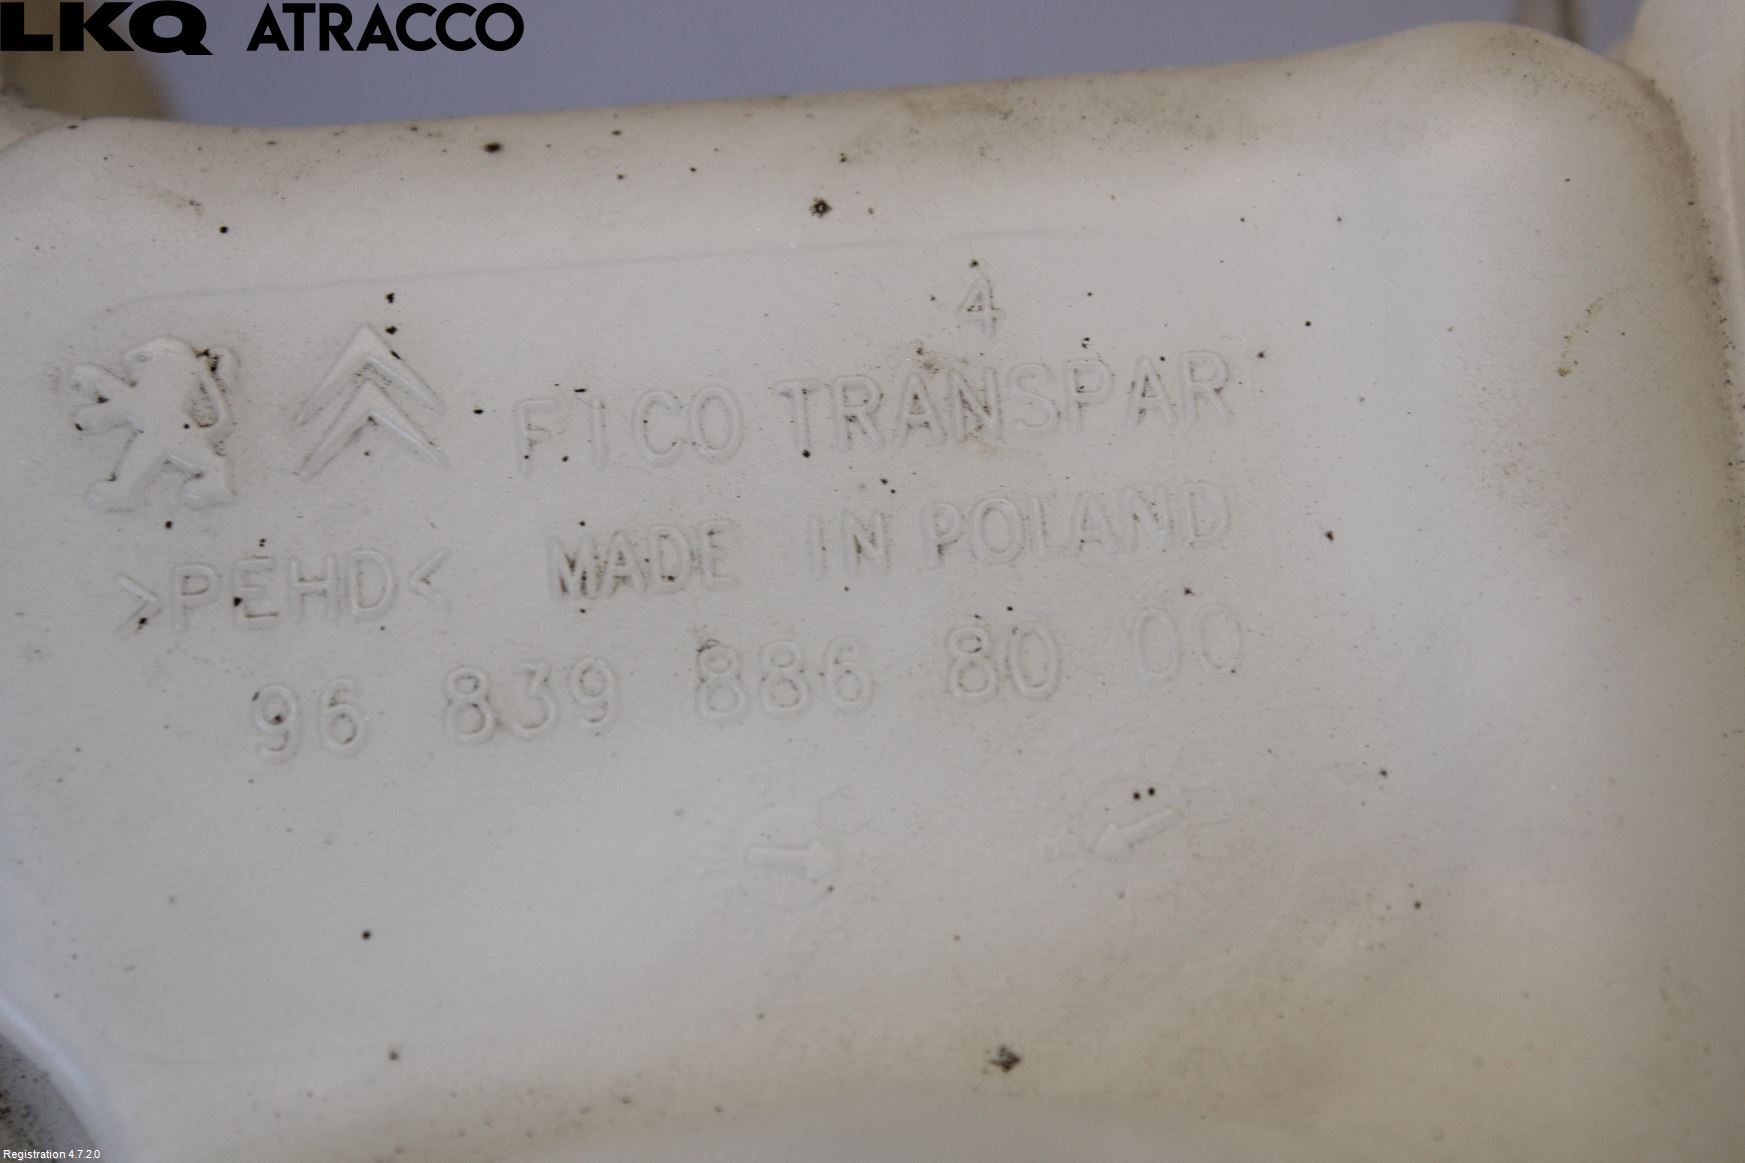 LKQ ATRACCO
4
FICO TRANSPAR
>PEHD< MADE IN POLAND
96 839 886 80 00
Registration 4.7.2.0